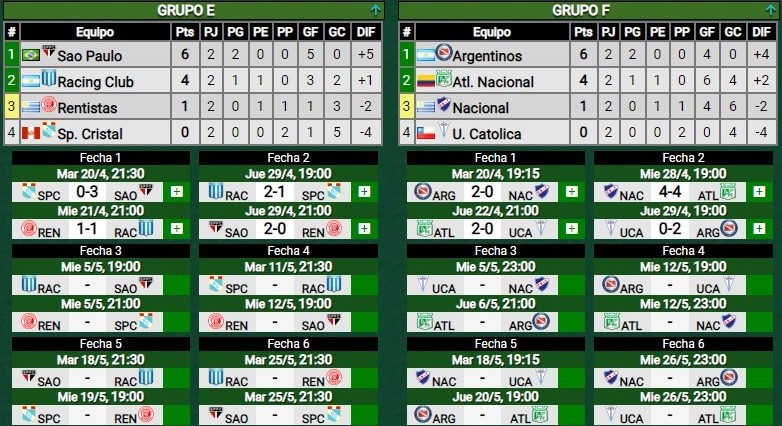 GRUPO E
# Equipo Pts PJ PG PE PP GF GC DIF
1 Sao Paulo 6 2 2 0 0 5 0 +5
2 Racing Club 4 2 1 1 0 3 2 +1
3 Rentistas 1 2 0 1 1 1 3 -2
4 Sp. Cristal 0 2 0 0 2 1 5 -4
Fecha 1
Mar 20/4, 21:30
SPC 0-3 SAO +
Mie 21/4, 21:00
REN 1-1 RAC +
Fecha 2
Jue 29/4, 19:00
RAC 2-1 SPC +
Jue 29/4, 21:00
SAO 2-0 REN +
Fecha 3
Mie 5/5, 19:00
RAC - SAO
Mie 5/5, 21:00
REN - SPC
Fecha 4
Mar 11/5, 21:30
SPC - RAC
Mie 12/5, 19:00
REN - SAO
Fecha 5
Mar 18/5, 21:30
SAO - RAC
Mie 19/5, 19:00
SPC - REN
Fecha 6
Mar 25/5, 21:30
RAC - REN
Mar 25/5, 21:30
SAO - SPC
GRUPO F
# Equipo Pts PJ PG PE PP GF GC DIF
1 Argentinos 6 2 2 0 0 4 0 +4
2 Atl. Nacional 4 2 1 1 0 6 4 +2
3 Nacional 1 2 0 1 1 4 6 -2
4 U. Catolica 0 2 0 0 2 0 4 -4
Fecha 1
Mar 20/4, 19:15
ARG 2-0 NAC +
Jue 22/4, 21:00
ATL 2-0 UCA +
Fecha 2
Mie 28/4, 19:00
NAC 4-4 ATL +
Jue 29/4, 19:00
UCA 0-2 ARG +
Fecha 3
Mie 5/5, 23:00
UCA - NAC
Jue 6/5, 21:00
ATL - ARG
Fecha 4
Mie 12/5, 19:00
ARG - UCA
Mie 12/5, 23:00
ATL - NAC
Fecha 5
Mar 18/5, 19:15
NAC - UCA
Jue 20/5, 19:00
ARG - ATL
Fecha 6
Mie 26/5, 23:00
NAC - ARG
Mie 26/5, 23:00
UCA - ATL